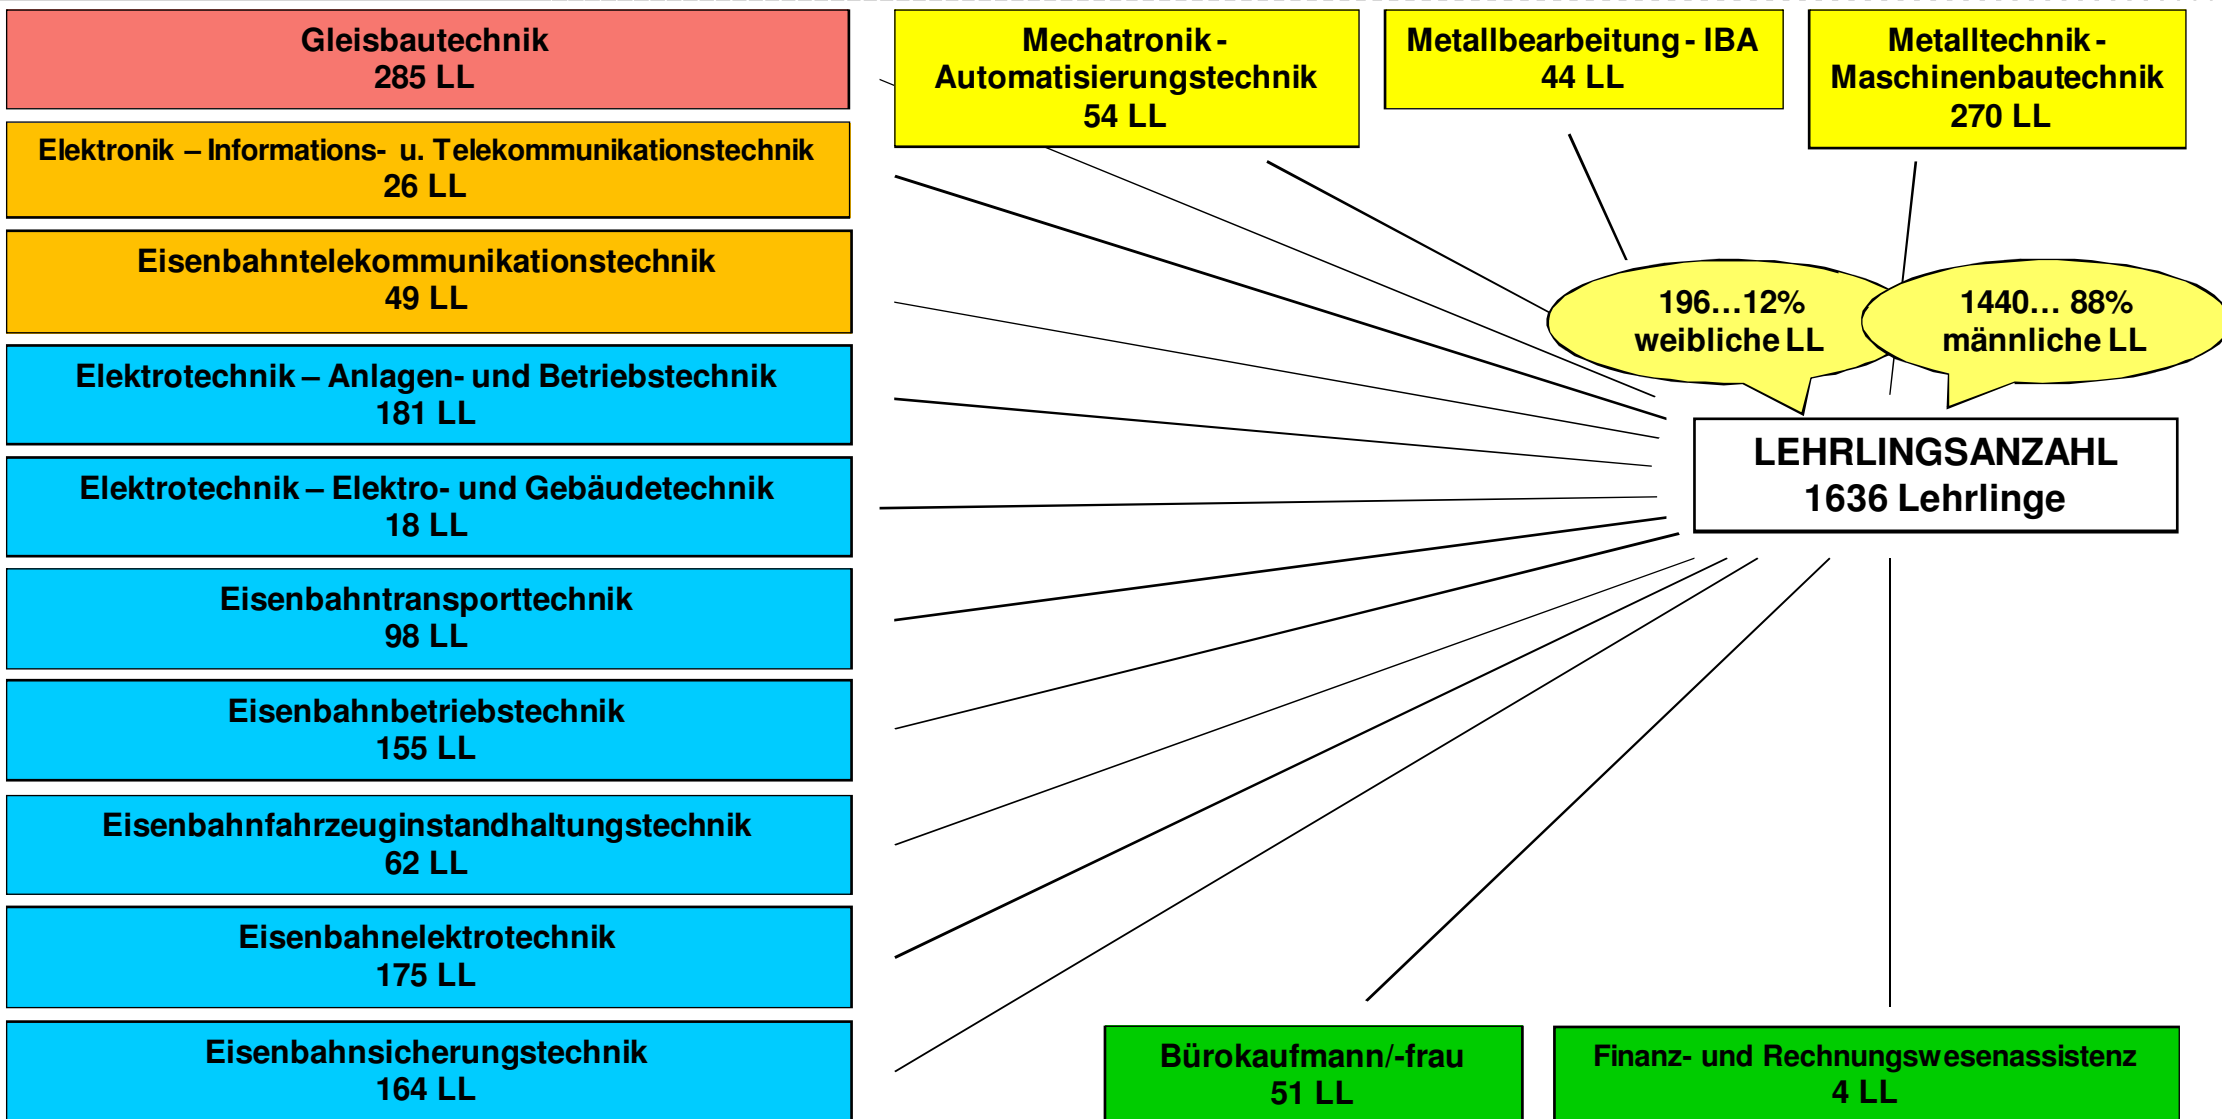 Gleisbautechnik
285 LL
Elektronik – Informations- u. Telekommunikationstechnik
26 LL
Eisenbahntelekommunikationstechnik
49 LL
Elektrotechnik – Anlagen- und Betriebstechnik
181 LL
Elektrotechnik – Elektro- und Gebäudetechnik
18 LL
Eisenbahntransporttechnik
98 LL
Eisenbahnbetriebstechnik
155 LL
Eisenbahnfahrzeuginstandhaltungstechnik
62 LL
Eisenbahnelektrotechnik
175 LL
Eisenbahnsicherungstechnik
164 LL
Mechatronik -
Automatisierungstechnik
54 LL
Metallbearbeitung - IBA
44 LL
Metalltechnik -
Maschinenbautechnik
270 LL
196...12%
weibliche LL
1440... 88%
männliche LL
LEHRLINGSANZAHL
1636 Lehrlinge
Bürokaufmann/-frau
51 LL
Finanz- und Rechnungswesenassistenz
4 LL